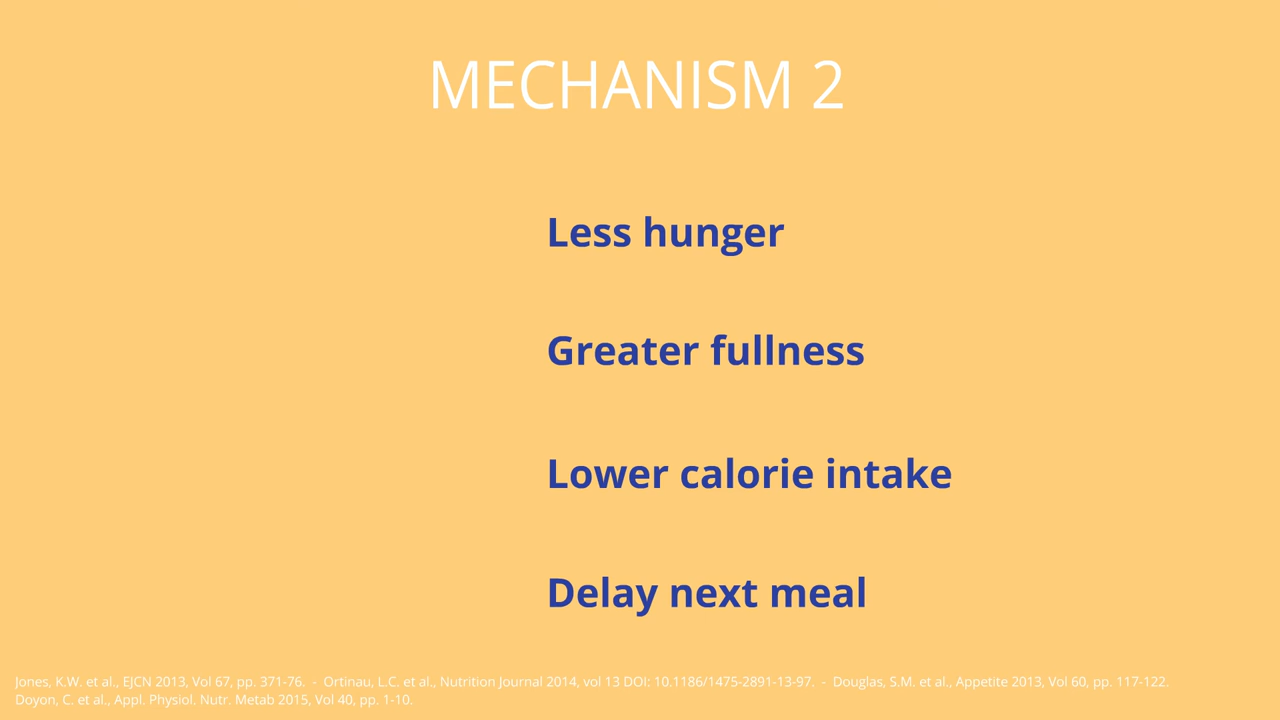 MECHANISM 2
Less hunger
Greater fullness
Lower calorie intake
Delay next meal
Jones, K.W. et al., EJCN 2013, Vol 67, pp. 371-76. - Ortinau, L.C. et al., Nutrition Journal 2014, vol 13 DOI: 10.1186/1475-2891-13-97. - Douglas, S.M. et al., Appetite 2013, Vol 60, pp. 117-122.
Doyon, C. et al., Appl. Physiol. Nutr. Metab 2015, Vol 40, pp. 1-10.